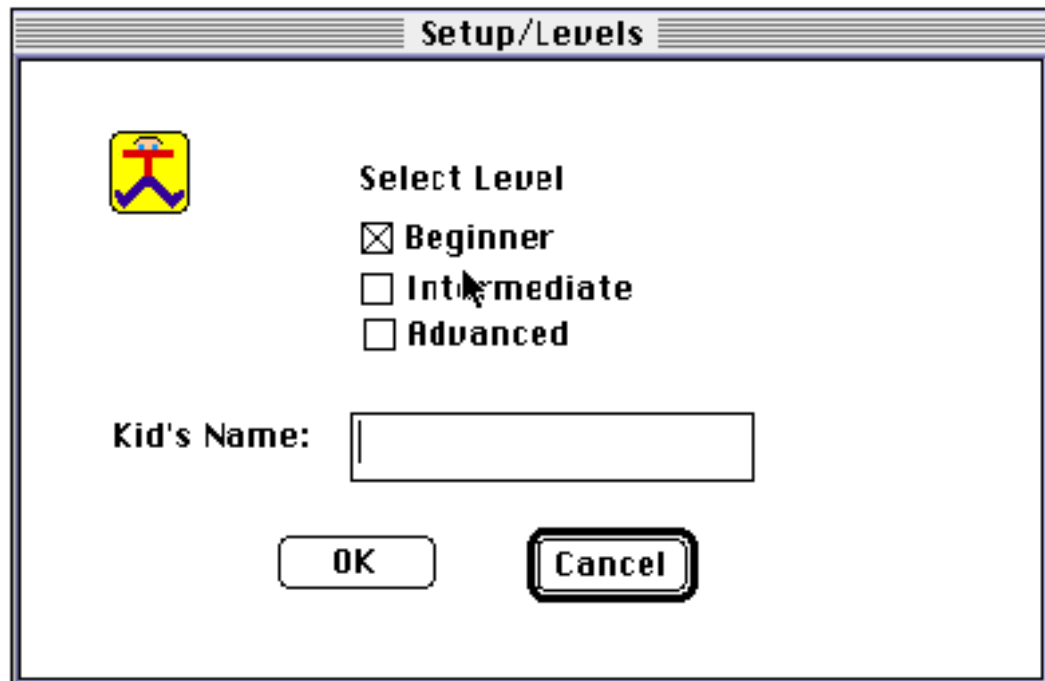 Setup/Levels
Select Level
Beginner
Intermediate
Advanced
Kid's Name:
OK
Cancel